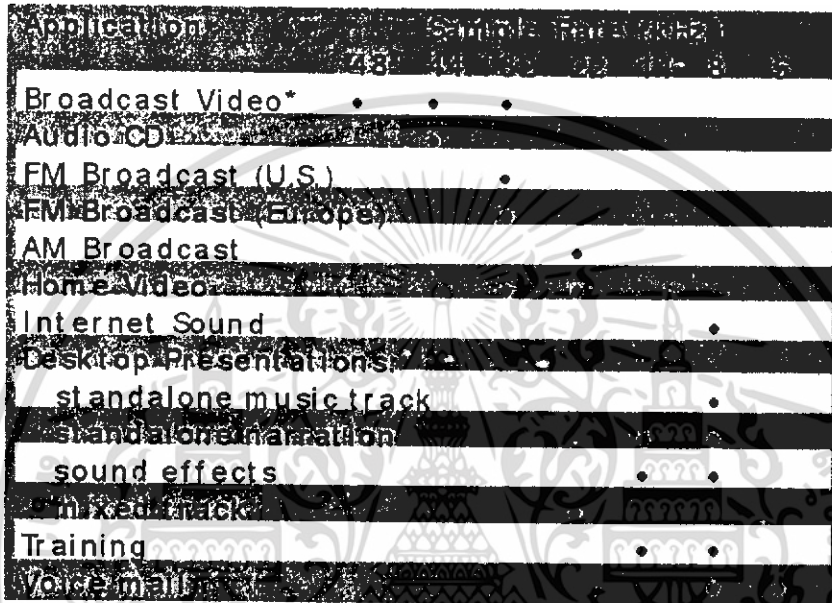 Application Sample Rate (kHz)
48 44 32 22 11 8 5
Broadcast Video* • • •
Audio CD
FM Broadcast (U.S.) •
FM Broadcast (Europe)
AM Broadcast •
Home Video
Internet Sound •
Desktop Presentations
standalone music track •
standalone narration
sound effects • •
mixed track
Training • •
Voice mail